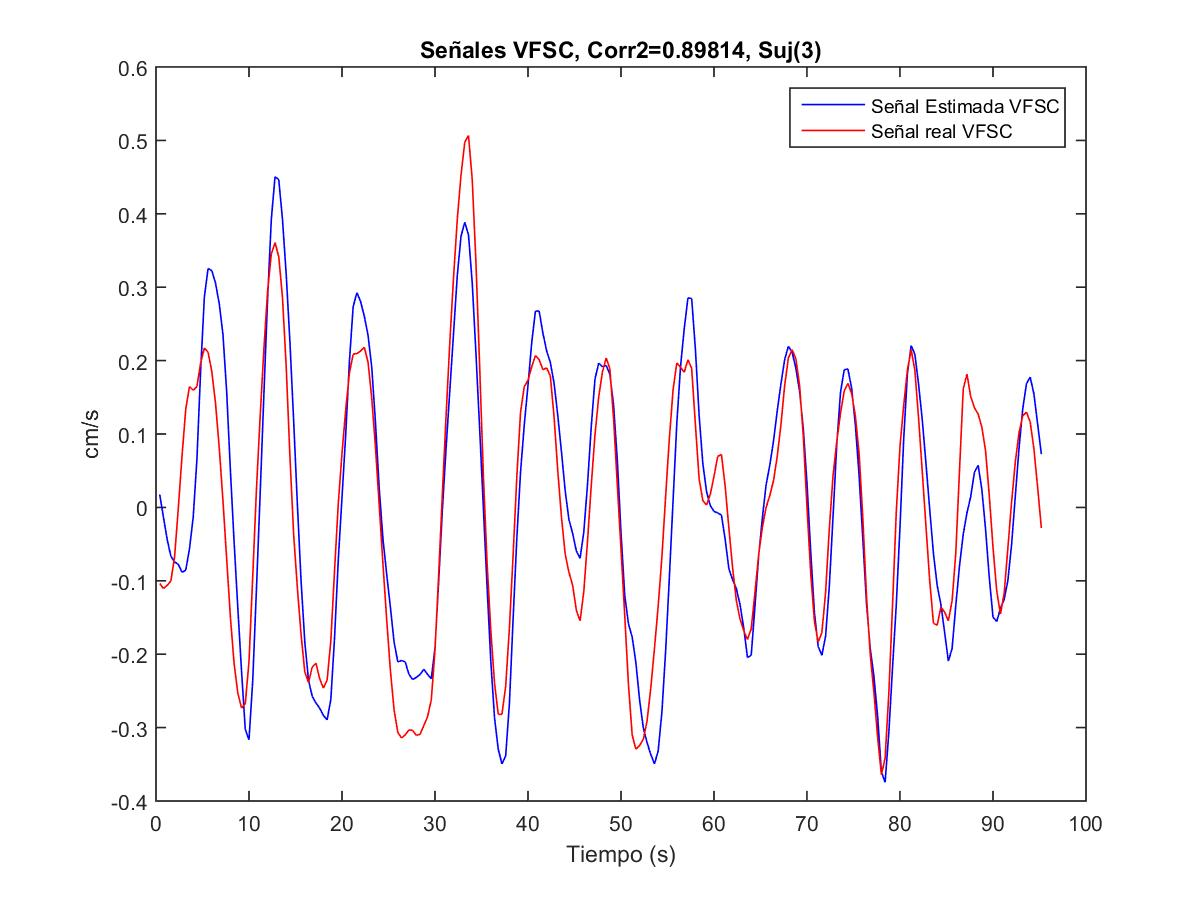 Señales VFSC, Corr2=0.89814, Suj(3)
0.6
0.5
0.4
0.3
0.2
0.1
0
-0.1
-0.2
-0.3
-0.4
cm/s
Señal Estimada VFSC
Señal real VFSC
0 10 20 30 40 50 60 70 80 90 100
Tiempo (s)